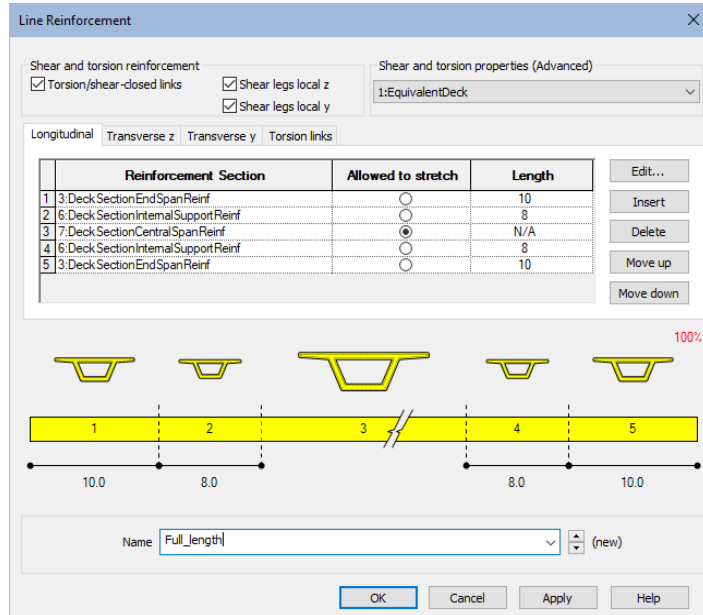 Line Reinforcement
Shear and torsion reinforcement
Torsion/shear-closed links
Shear legs local z
Shear legs local y
Shear and torsion properties (Advanced)
1:EquivalentDeck
Longitudinal Transverse z Transverse y Torsion links
Reinforcement Section Allowed to stretch Length
1 3:DeckSectionEndSpanReinf 10
2 6:DeckSectionInternalSupportReinf 8
3 7:DeckSectionCentralSpanReinf N/A
4 6:DeckSectionInternalSupportReinf 8
5 3:DeckSectionEndSpanReinf 10
Edit...
Insert
Delete
Move up
Move down
100%
1 2 3 4 5
10.0 8.0 8.0 10.0
Name Full_length (new)
OK Cancel Apply Help